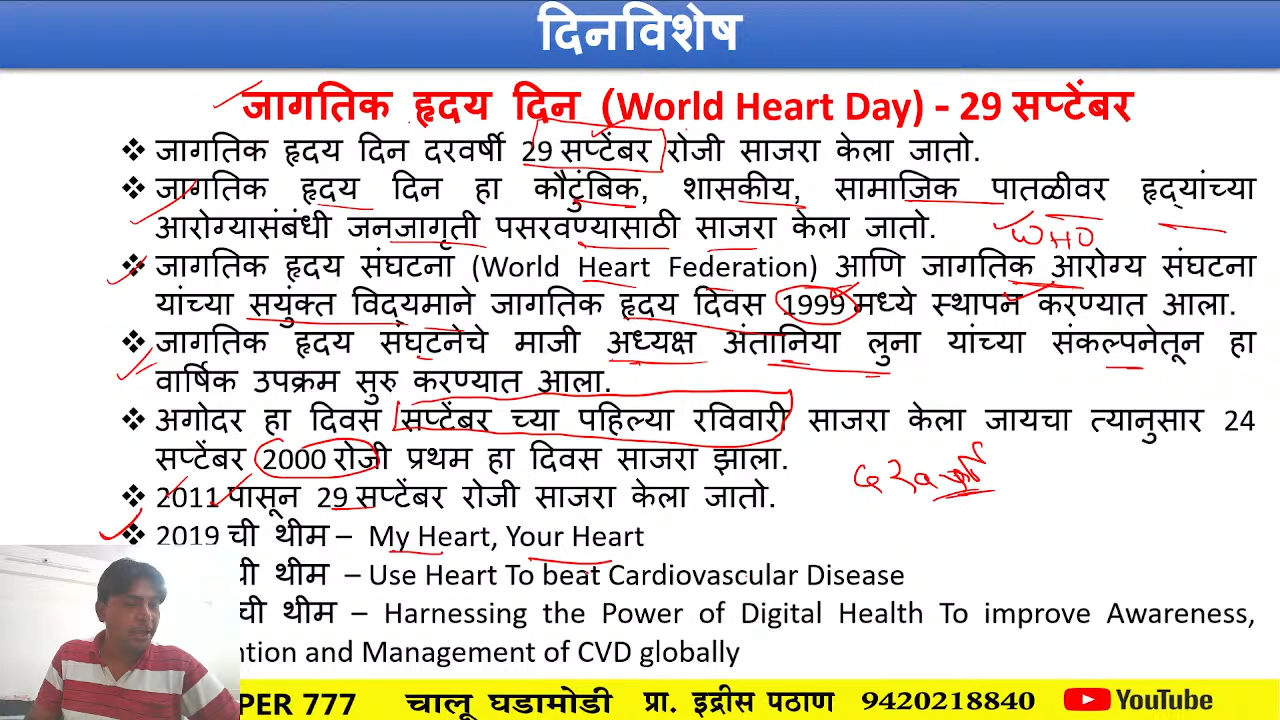 दिनविशेष
जागतिक हृदय दिन (World Heart Day) - 29 सप्टेंबर
❖ जागतिक हृदय दिन दरवर्षी 29 सप्टेंबर रोजी साजरा केला जातो.
❖ जागतिक हृदय दिन हा कौटुंबिक, शासकीय, सामाजिक पातळीवर हृद्यांच्या
आरोग्यासंबंधी जनजागृती पसरवण्यासाठी साजरा केला जातो.
WHO
❖ जागतिक हृदय संघटना (World Heart Federation) आणि जागतिक आरोग्य संघटना
यांच्या सयुंक्त विद्यमाने जागतिक हृदय दिवस 1999 मध्ये स्थापन करण्यात आला.
❖ जागतिक हृदय संघटनेचे माजी अध्यक्ष अंतानिया लुना यांच्या संकल्पनेतून हा
वार्षिक उपक्रम सुरु करण्यात आला.
❖ अगोदर हा दिवस सप्टेंबर च्या पहिल्या रविवारी साजरा केला जायचा त्यानुसार 24
सप्टेंबर 2000 रोजी प्रथम हा दिवस साजरा झाला.
❖ 2011 पासून 29 सप्टेंबर रोजी साजरा केला जातो.
❖ 2019 ची थीम – My Heart, Your Heart
थीम – Use Heart To beat Cardiovascular Disease
ची थीम – Harnessing the Power of Digital Health To improve Awareness,
ntion and Management of CVD globally
PER 777 चालू घडामोडी प्रा. इद्रीस पठाण 9420218840 YouTube